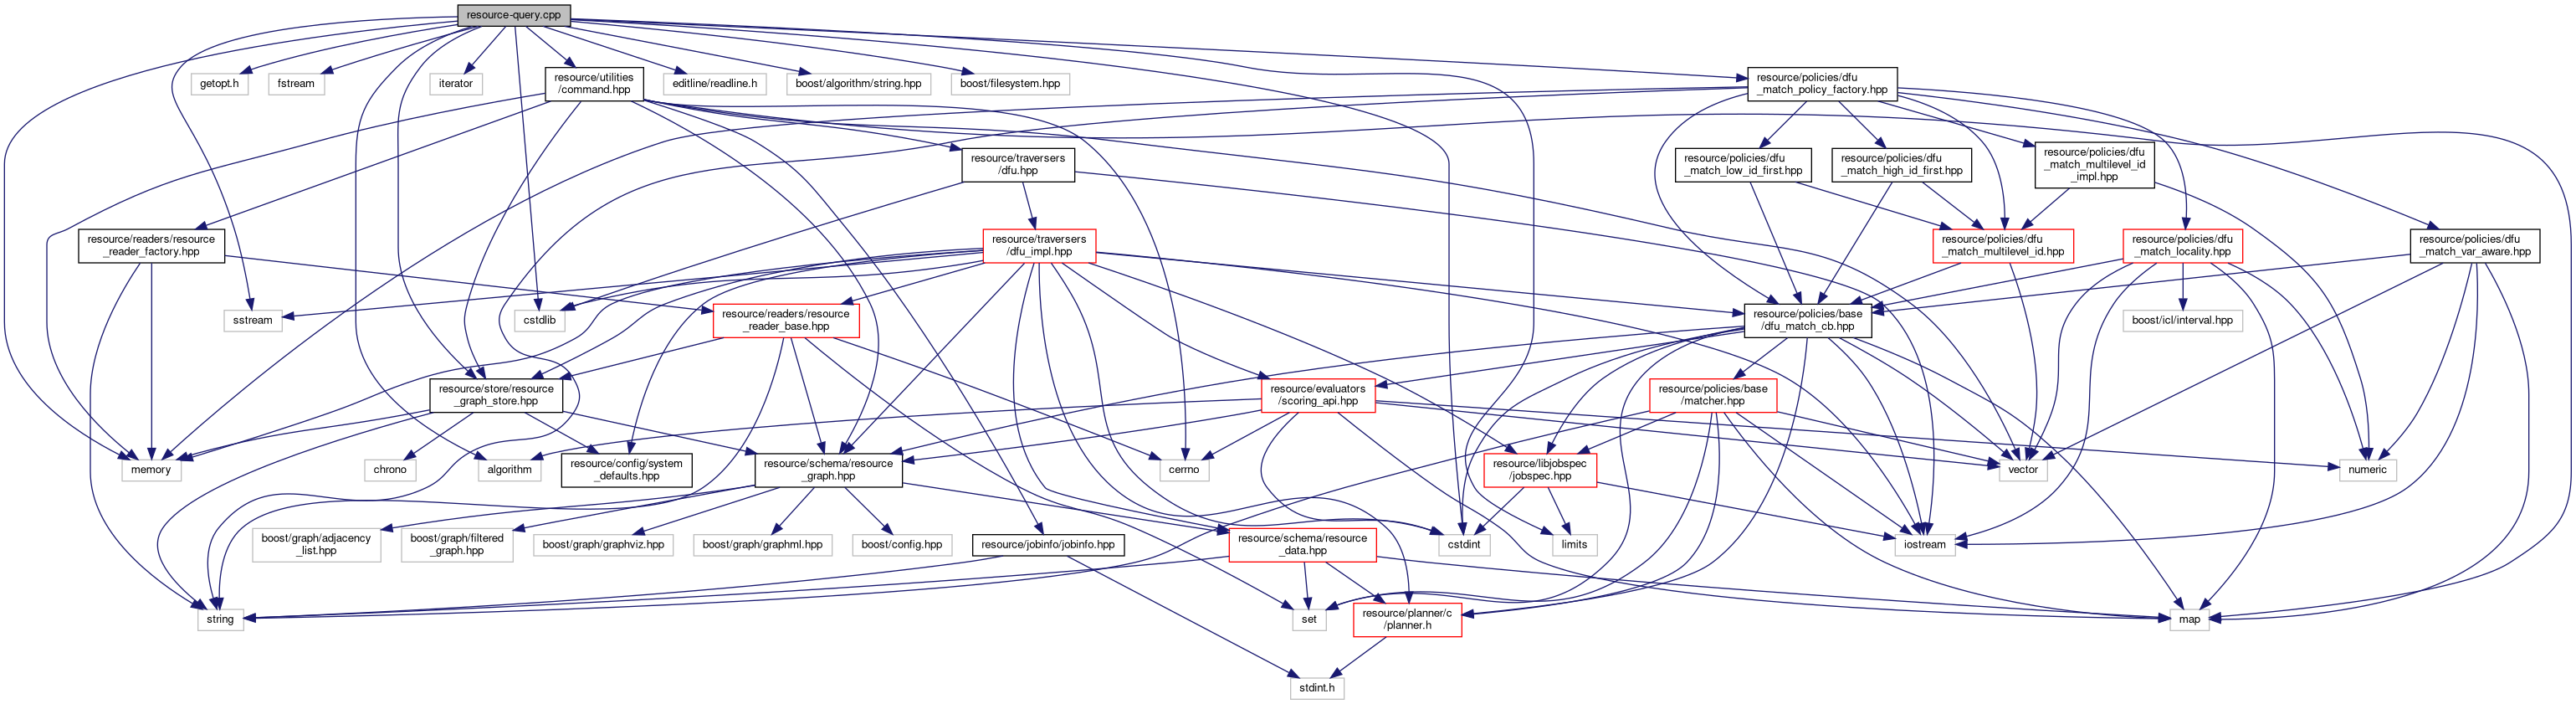 resource-query.cpp
getopt.h
fstream
iterator
resource/utilities
/command.hpp
editline/readline.h
boost/algorithm/string.hpp
boost/filesystem.hpp
resource/policies/dfu
_match_policy_factory.hpp
resource/traversers
/dfu.hpp
resource/policies/dfu
_match_low_id_first.hpp
resource/policies/dfu
_match_high_id_first.hpp
resource/policies/dfu
_match_multilevel_id
_impl.hpp
resource/readers/resource
_reader_factory.hpp
resource/traversers
/dfu_impl.hpp
resource/policies/dfu
_match_multilevel_id.hpp
resource/policies/dfu
_match_locality.hpp
resource/policies/dfu
_match_var_aware.hpp
sstream
cstdlib
resource/readers/resource
_reader_base.hpp
resource/policies/base
/dfu_match_cb.hpp
boost/icl/interval.hpp
resource/store/resource
_graph_store.hpp
resource/evaluators
/scoring_api.hpp
resource/policies/base
/matcher.hpp
memory
chrono
algorithm
resource/config/system
_defaults.hpp
resource/schema/resource
_graph.hpp
cerrno
resource/libjobspec
/jobspec.hpp
vector
numeric
boost/graph/adjacency
_list.hpp
boost/graph/filtered
_graph.hpp
boost/graph/graphviz.hpp
boost/graph/graphml.hpp
boost/config.hpp
resource/jobinfo/jobinfo.hpp
resource/schema/resource
_data.hpp
cstdint
limits
iostream
string
set
resource/planner/c
/planner.h
map
stdint.h